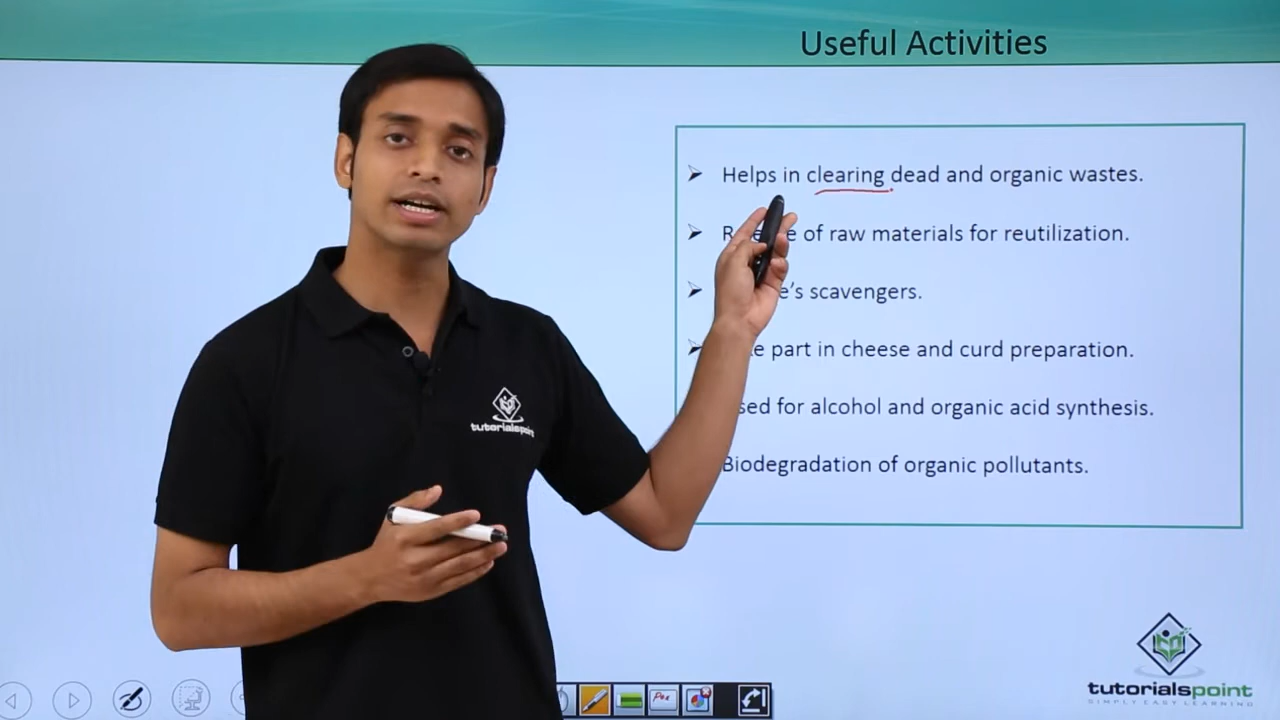 Useful Activities
Helps in clearing dead and organic wastes.
of raw materials for reutilization.
scavengers.
part in cheese and curd preparation.
for alcohol and organic acid synthesis.
Biodegradation of organic pollutants.
tutorialspoint
Pen
tutorialspoint
SIMPLY EASY LEARNING